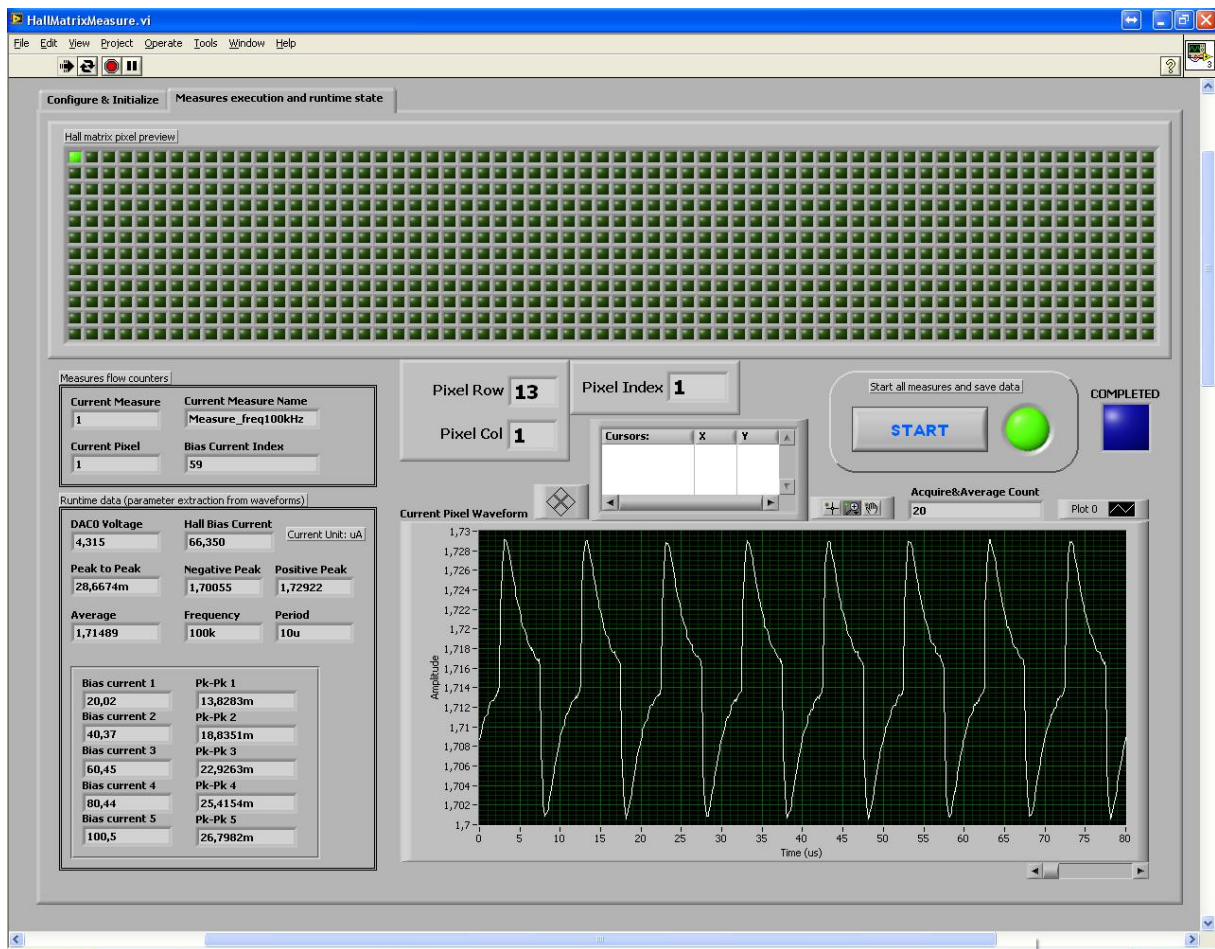 HallMatrixMeasure.vi
File Edit View Project Operate Tools Window Help
3
Configure & Initialize Measures execution and runtime state
Hall matrix pixel preview
Measures flow counters
Current Measure Current Measure Name
1 Measure_freq100kHz
Current Pixel Bias Current Index
1 59
Pixel Row 13
Pixel Col 1
Pixel Index 1
Cursors: X Y
Start all measures and save data
START
COMPLETED
Runtime data (parameter extraction from waveforms)
DAC0 Voltage Hall Bias Current Current Unit: uA
4,315 66,350
Peak to Peak Negative Peak Positive Peak
28,6674m 1,70055 1,72922
Average Frequency Period
1,71489 100k 10u
Bias current 1 Pk-Pk 1
20,02 13,8283m
Bias current 2 Pk-Pk 2
40,37 18,8351m
Bias current 3 Pk-Pk 3
60,45 22,9263m
Bias current 4 Pk-Pk 4
80,44 25,4154m
Bias current 5 Pk-Pk 5
100,5 26,7982m
Acquire&Average Count
20
Current Pixel Waveform
Plot 0
Amplitude
1,73
1,728
1,726
1,724
1,722
1,72
1,718
1,716
1,714
1,712
1,71
1,708
1,706
1,704
1,702
1,7
0 5 10 15 20 25 30 35 40 45 50 55 60 65 70 75 80
Time (us)